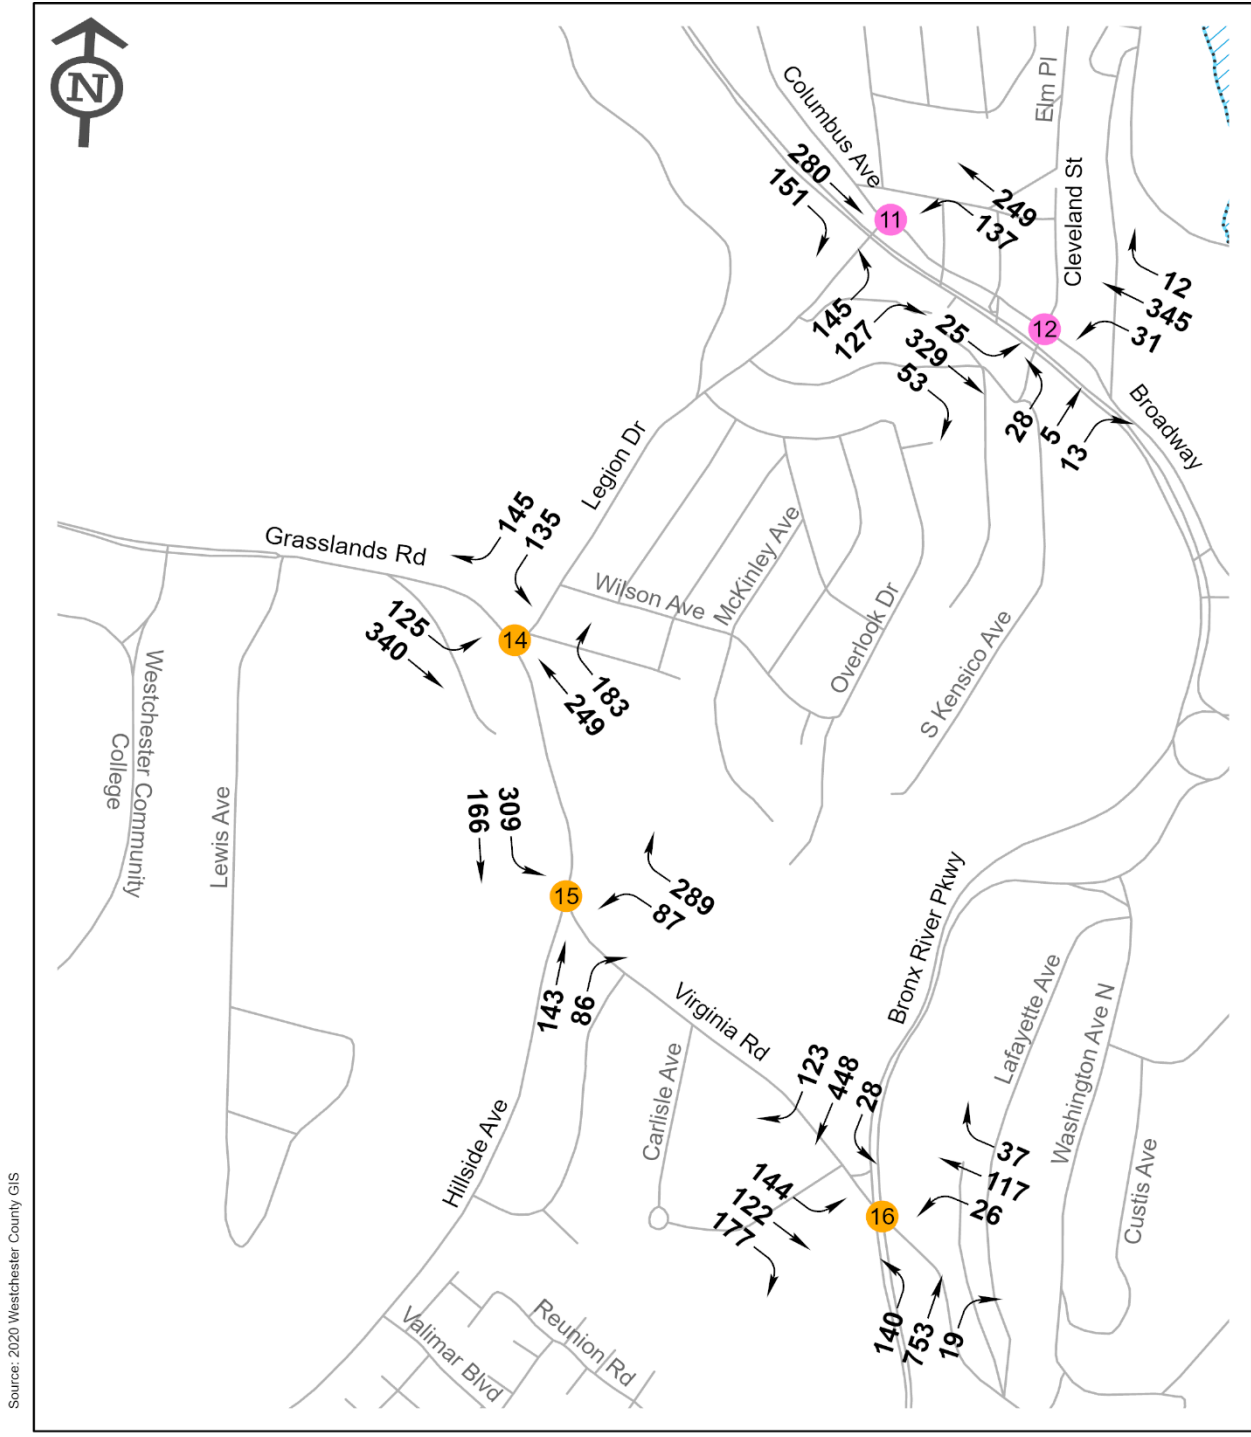 N
Columbus Ave
Elm Pl
Cleveland St
280
151
11
249
137
12
345
31
145
127
25
329
53
12
28
5
13
Broadway
Legion Dr
145
135
Grasslands Rd
Wilson Ave
McKinley Ave
Overlook Dr
S Kensico Ave
125
340
14
183
249
Westchester Community
College
Lewis Ave
309
166
15
289
87
143
86
Virginia Rd
Bronx River Pkwy
Lafayette Ave
Washington Ave N
Custis Ave
Carlisle Ave
Hillside Ave
123
448
28
144
122
177
16
37
117
26
140
753
19
Valimar Blvd
Reunion Rd
Source: 2020 Westchester County GIS